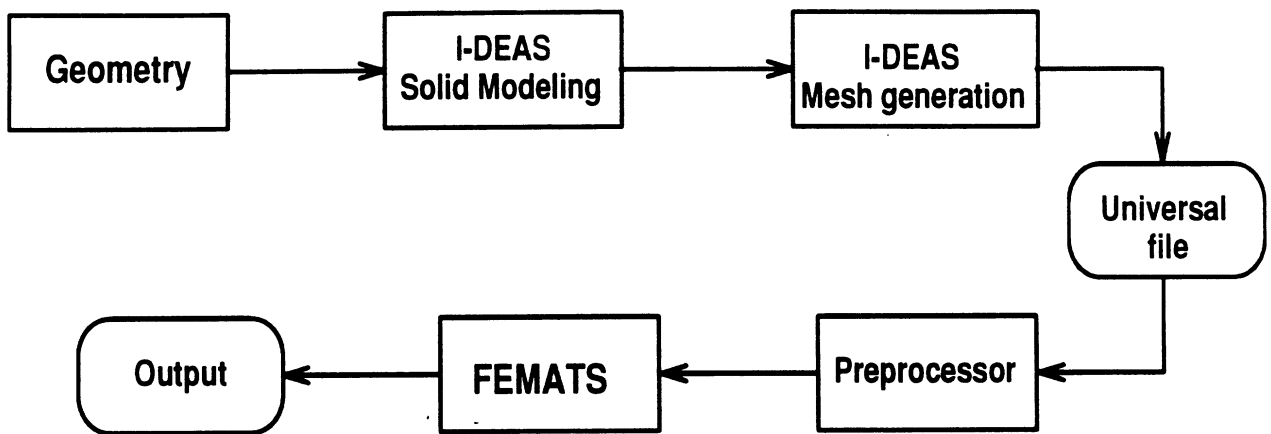 Geometry
I-DEAS
Solid Modeling
I-DEAS
Mesh generation
Universal
file
Preprocessor
FEMATS
Output